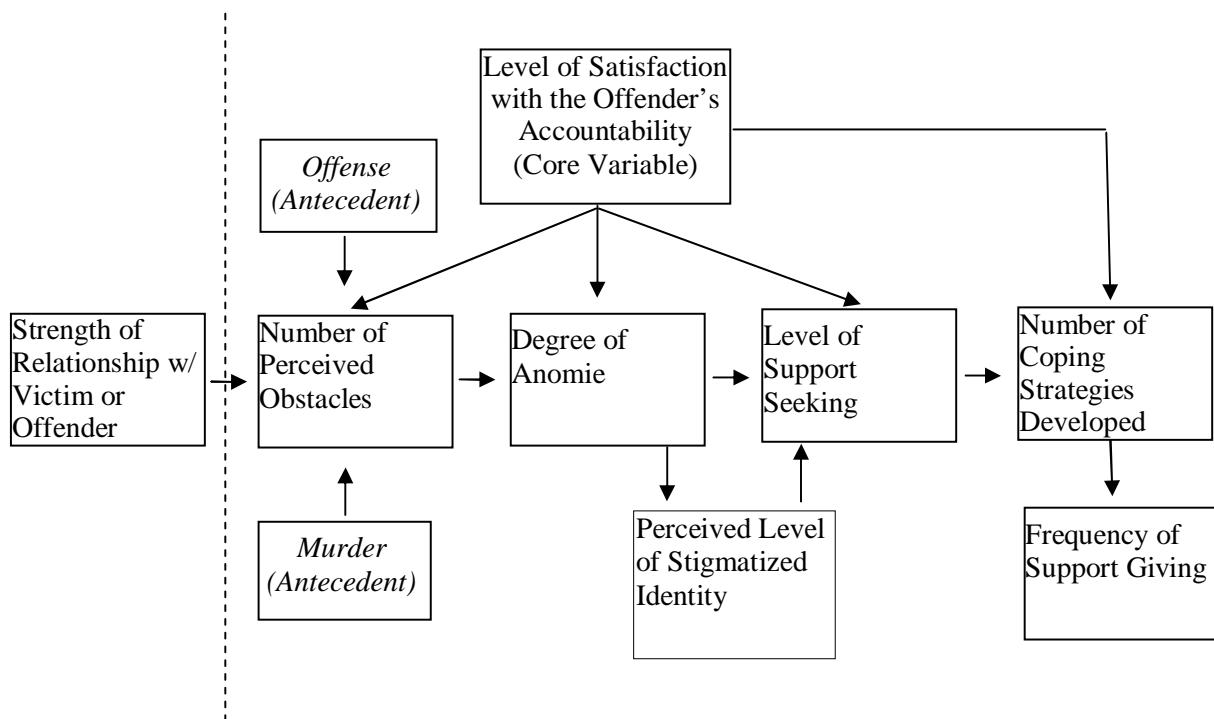 Level of Satisfaction
with the Offender’s
Accountability
(Core Variable)
Offense
(Antecedent)
Strength of
Relationship w/
Victim or
Offender
Number of
Perceived
Obstacles
Degree of
Anomie
Level of
Support
Seeking
Number of
Coping
Strategies
Developed
Murder
(Antecedent)
Perceived Level
of Stigmatized
Identity
Frequency of
Support Giving